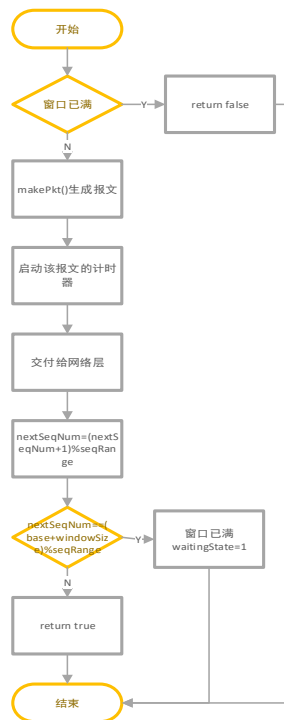 开始
窗口已满
Y
return false
N
makePkt()生成报文
启动该报文的计时
器
交付给网络层
nextSeqNum=(nextS
eqNum+1)%seqRan
ge
nextSeqNum==(
base+windowSiz
e)%seqRange
Y
窗口已满
waitingState=1
N
return true
结束